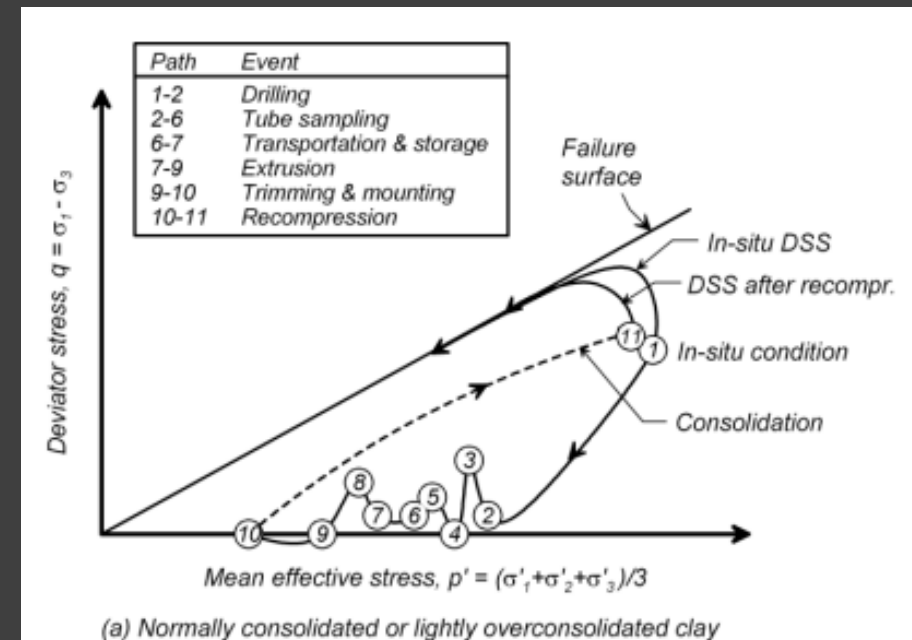 Path Event
1-2 Drilling
2-6 Tube sampling
6-7 Transportation & storage
7-9 Extrusion
9-10 Trimming & mounting
10-11 Recompression
Failure
surface
In-situ DSS
DSS after recompr.
11
1
In-situ condition
Consolidation
3
8
5
7
6
2
10
9
4
Deviator stress, q = σ₁ - σ₃
Mean effective stress, p' = (σ'₁+σ'₂+σ'₃)/3
(a) Normally consolidated or lightly overconsolidated clay